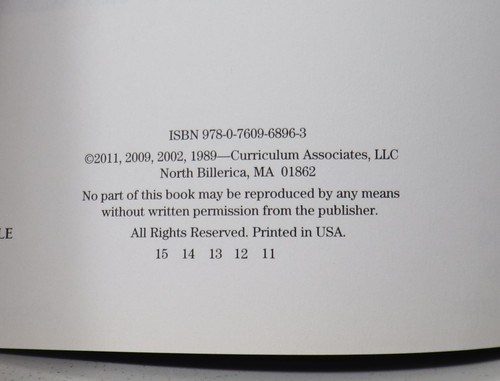 ISBN 978-0-7609-6896-3
©2011, 2009, 2002, 1989—Curriculum Associates, LLC
North Billerica, MA 01862
No part of this book may be reproduced by any means
without written permission from the publisher.
LE
All Rights Reserved. Printed in USA.
15 14 13 12 11